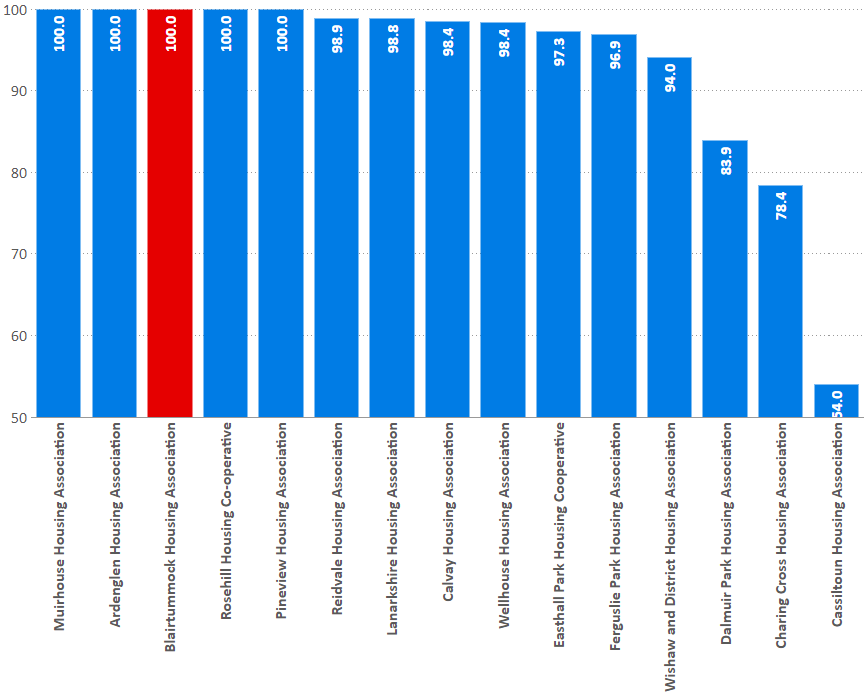 100
90
80
70
60
50
100.0
100.0
100.0
100.0
100.0
98.9
98.8
98.4
98.4
97.3
96.9
94.0
83.9
78.4
54.0
Muirhouse Housing Association
Ardenglen Housing Association
Blairtummock Housing Association
Rosehill Housing Co-operative
Pineview Housing Association
Reidvale Housing Association
Lanarkshire Housing Association
Calvay Housing Association
Wellhouse Housing Association
Easthall Park Housing Cooperative
Ferguslie Park Housing Association
Wishaw and District Housing Association
Dalmuir Park Housing Association
Charing Cross Housing Association
Cassiltoun Housing Association